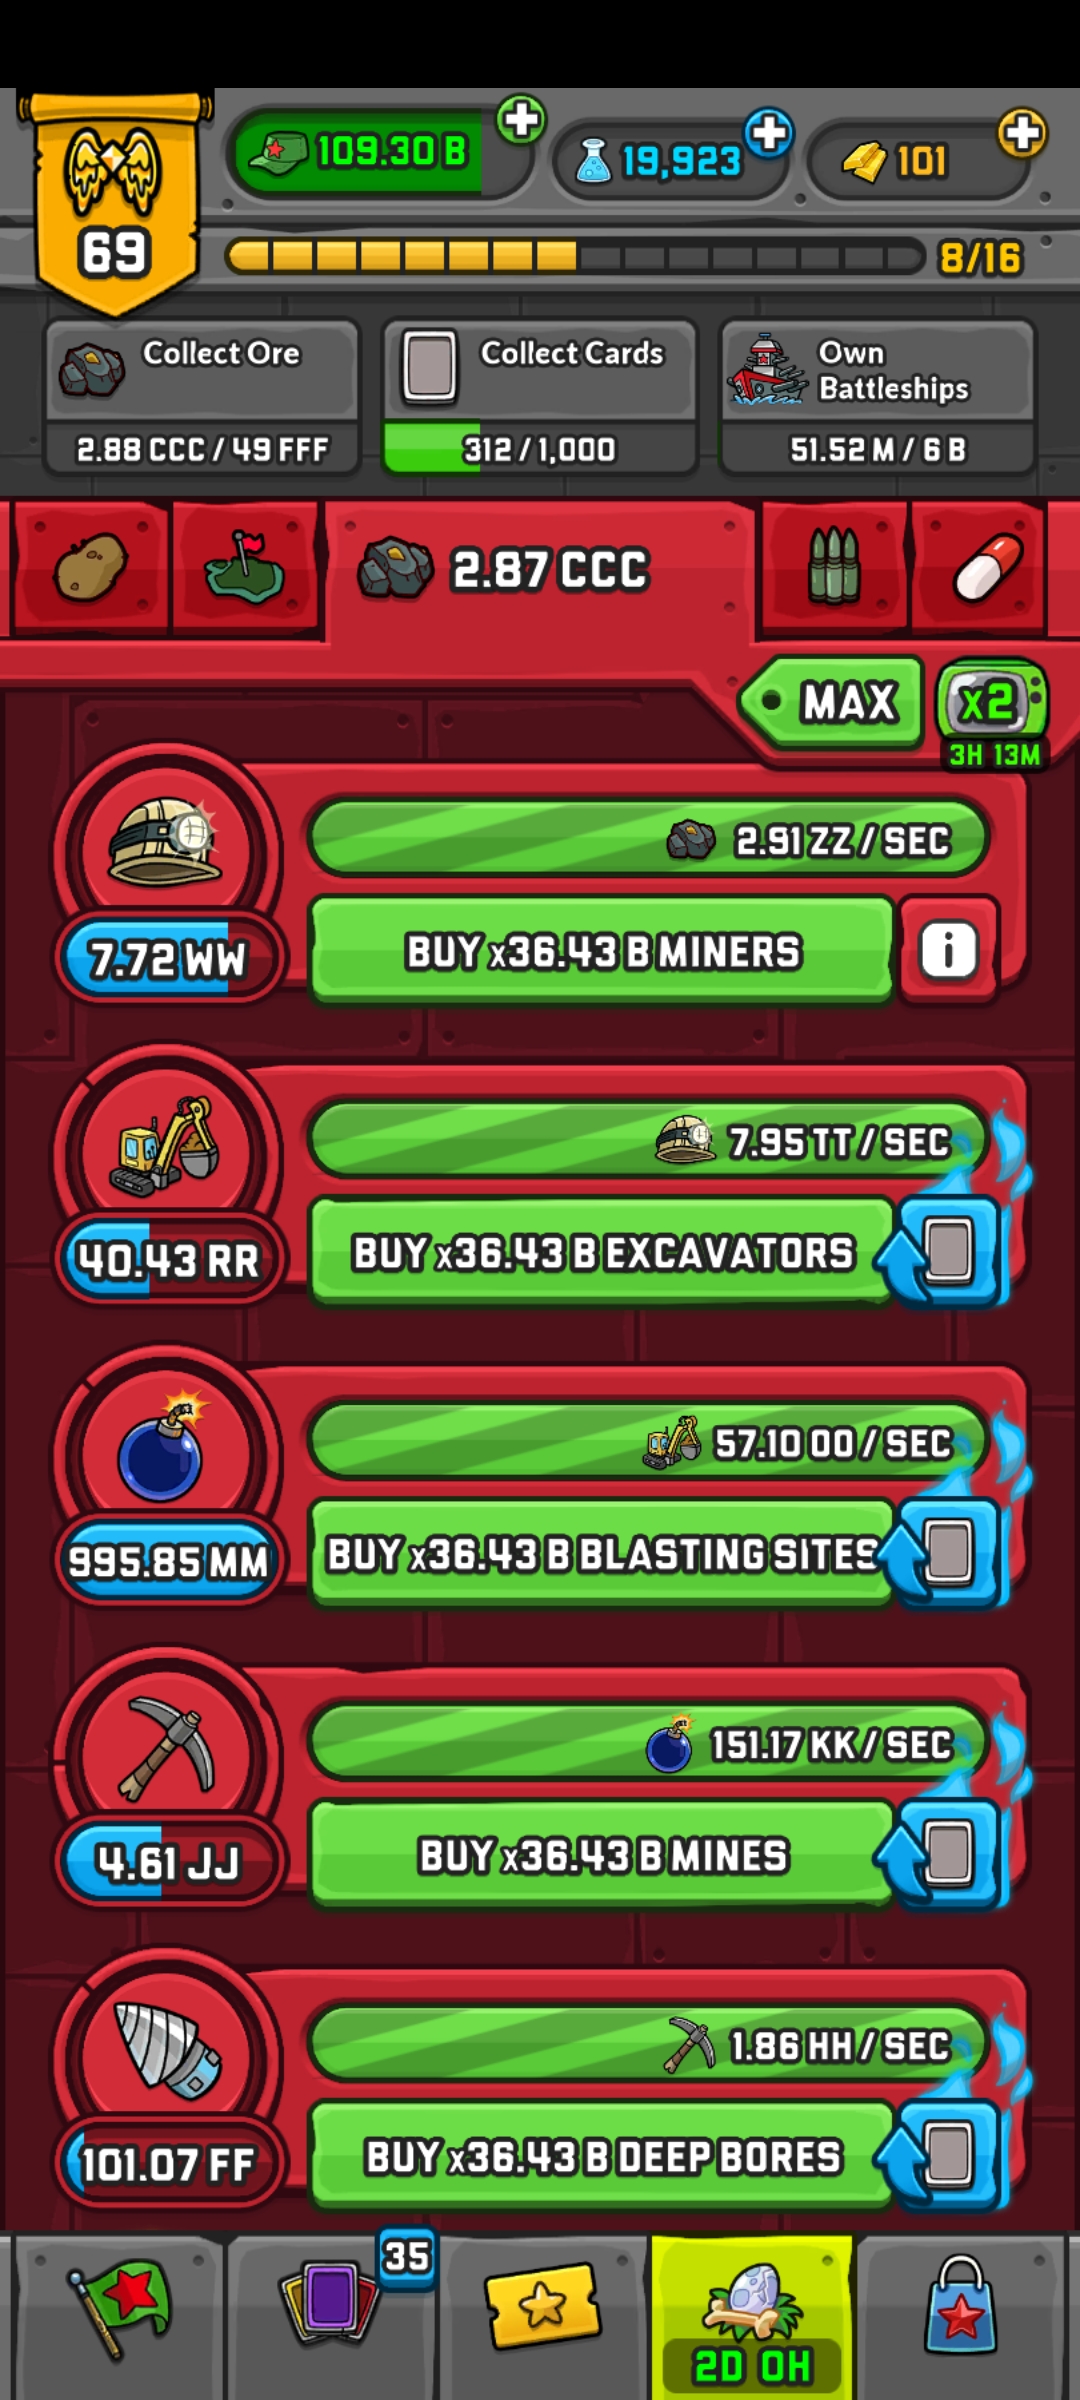 109.30 B
19,923
101
69
8/16
Collect Ore
2.88 CCC / 49 FFF
Collect Cards
312 / 1,000
Own
Battleships
51.52 M / 6 B
2.87 CCC
MAX
x2
3H 13M
2.91 ZZ / SEC
7.72 WW
BUY x36.43 B MINERS
i
7.95 TT / SEC
40.43 RR
BUY x36.43 B EXCAVATORS
57.10 OO / SEC
995.85 MM
BUY x36.43 B BLASTING SITES
151.17 KK / SEC
4.61 JJ
BUY x36.43 B MINES
1.86 HH / SEC
101.07 FF
BUY x36.43 B DEEP BORES
35
2D 0H